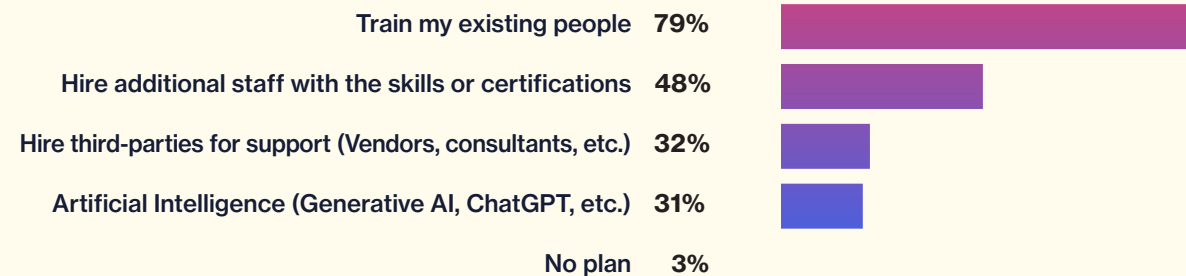 Train my existing people 79%
Hire additional staff with the skills or certifications 48%
Hire third-parties for support (Vendors, consultants, etc.) 32%
Artificial Intelligence (Generative AI, ChatGPT, etc.) 31%
No plan 3%